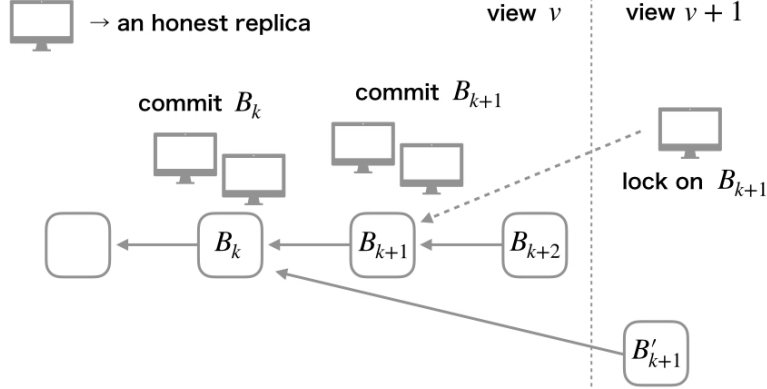 → an honest replica
view v
view v + 1
commit B_k
commit B_{k+1}
lock on B_{k+1}
B_k
B_{k+1}
B_{k+2}
B'_{k+1}